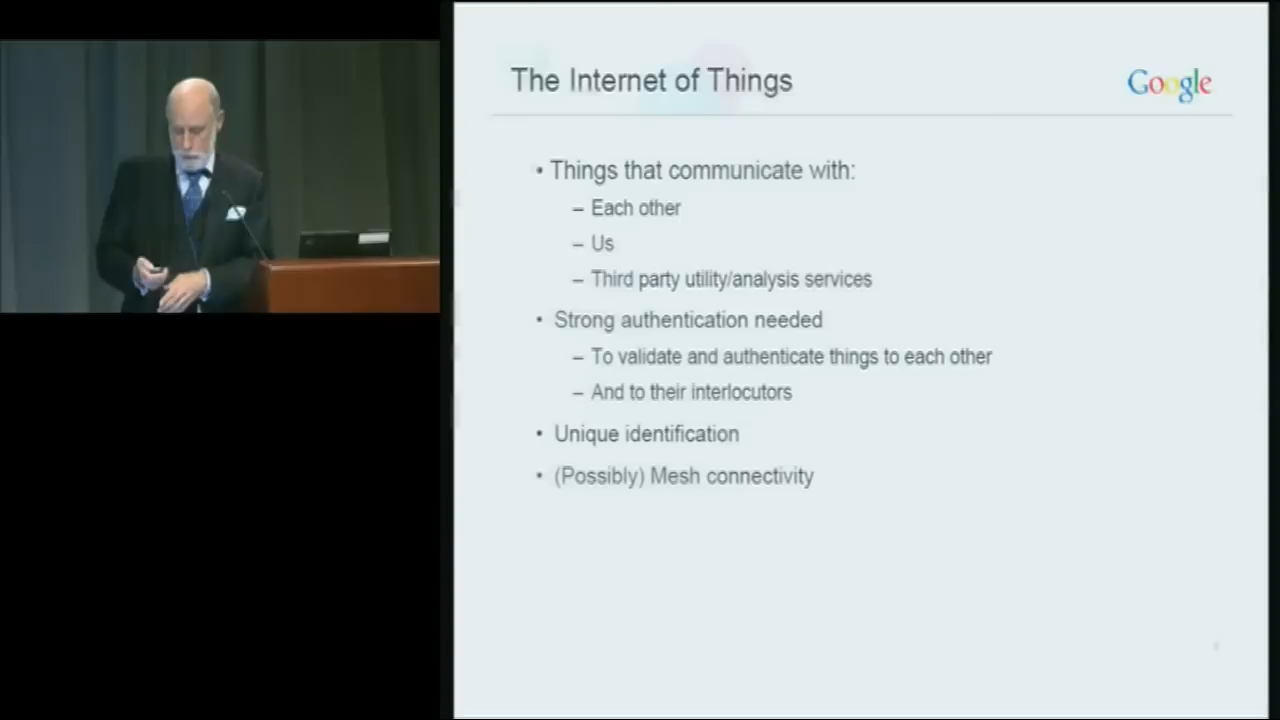 The Internet of Things
Google
• Things that communicate with:
– Each other
– Us
– Third party utility/analysis services
• Strong authentication needed
– To validate and authenticate things to each other
– And to their interlocutors
• Unique identification
• (Possibly) Mesh connectivity